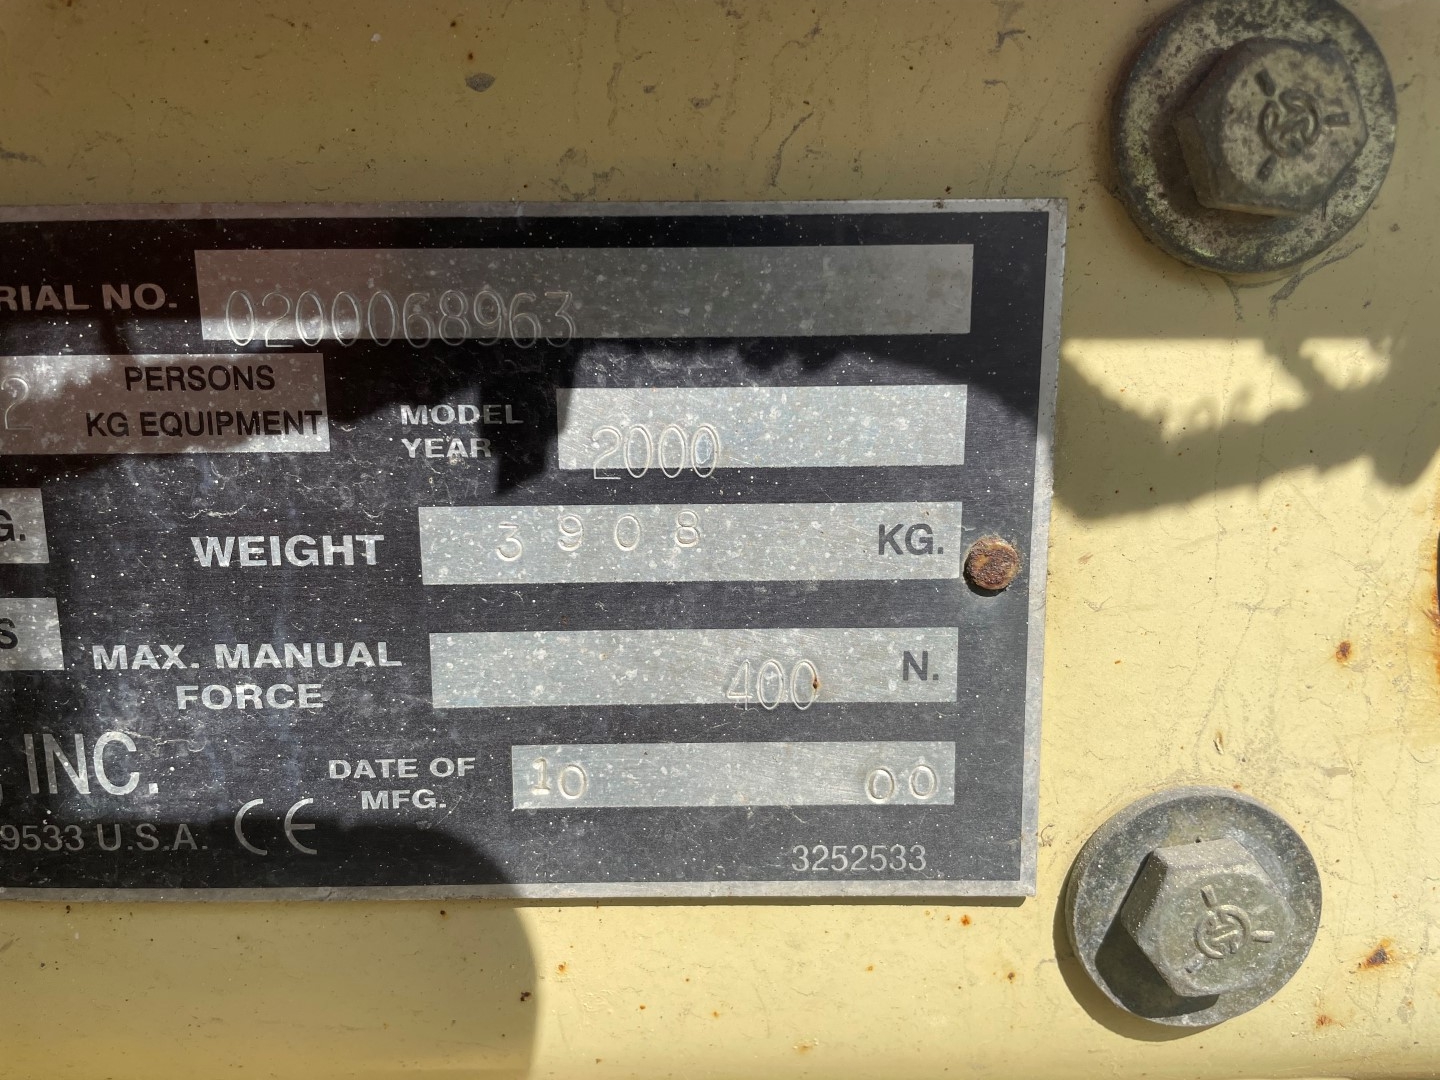 RIAL NO. 0200068963
2 PERSONS
KG EQUIPMENT
MODEL
YEAR 2000
G.
WEIGHT 3908 KG.
S
MAX. MANUAL
FORCE 400 N.
, INC.
DATE OF
MFG. 10 00
9533 U.S.A. CE
3252533